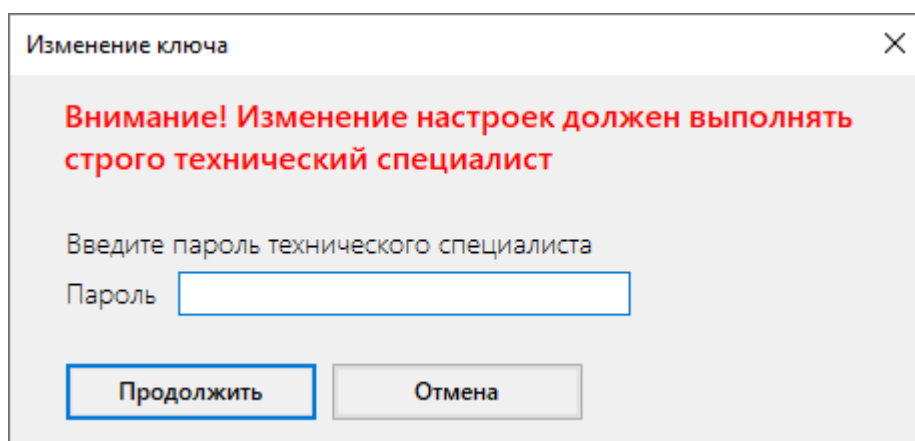 Изменение ключа
Внимание! Изменение настроек должен выполнять
строго технический специалист
Введите пароль технического специалиста
Пароль
Продолжить
Отмена